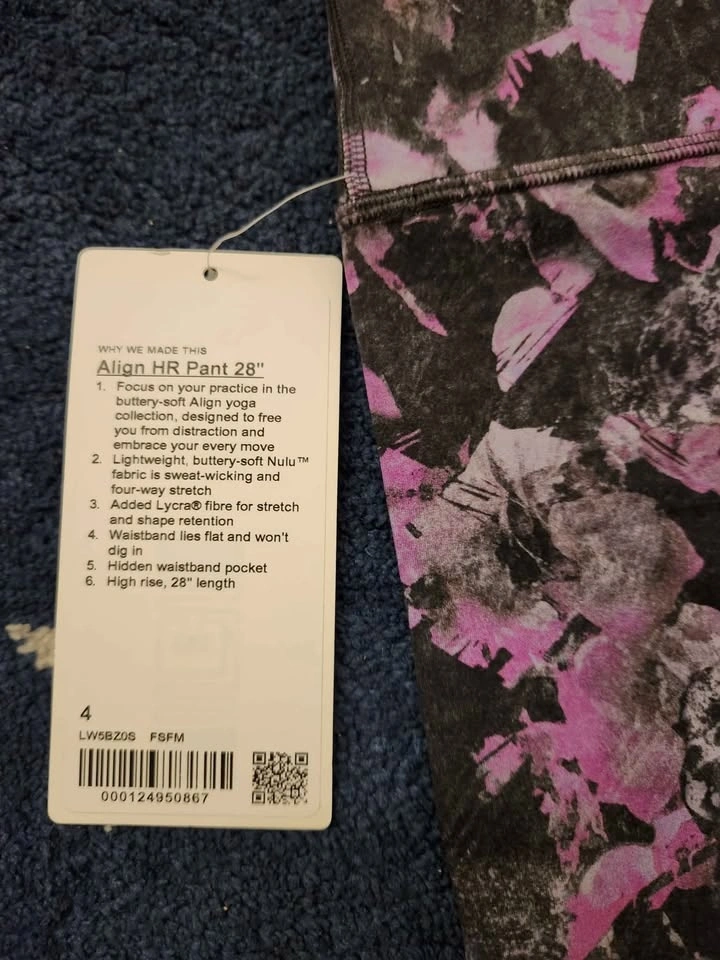 WHY WE MADE THIS
Align HR Pant 28"
1. Focus on your practice in the
buttery-soft Align yoga
collection, designed to free
you from distraction and
embrace your every move
2. Lightweight, buttery-soft Nulu™
fabric is sweat-wicking and
four-way stretch
3. Added Lycra® fibre for stretch
and shape retention
4. Waistband lies flat and won't
dig in
5. Hidden waistband pocket
6. High rise, 28" length
4
LW5BZ0S FSFM
000124950867